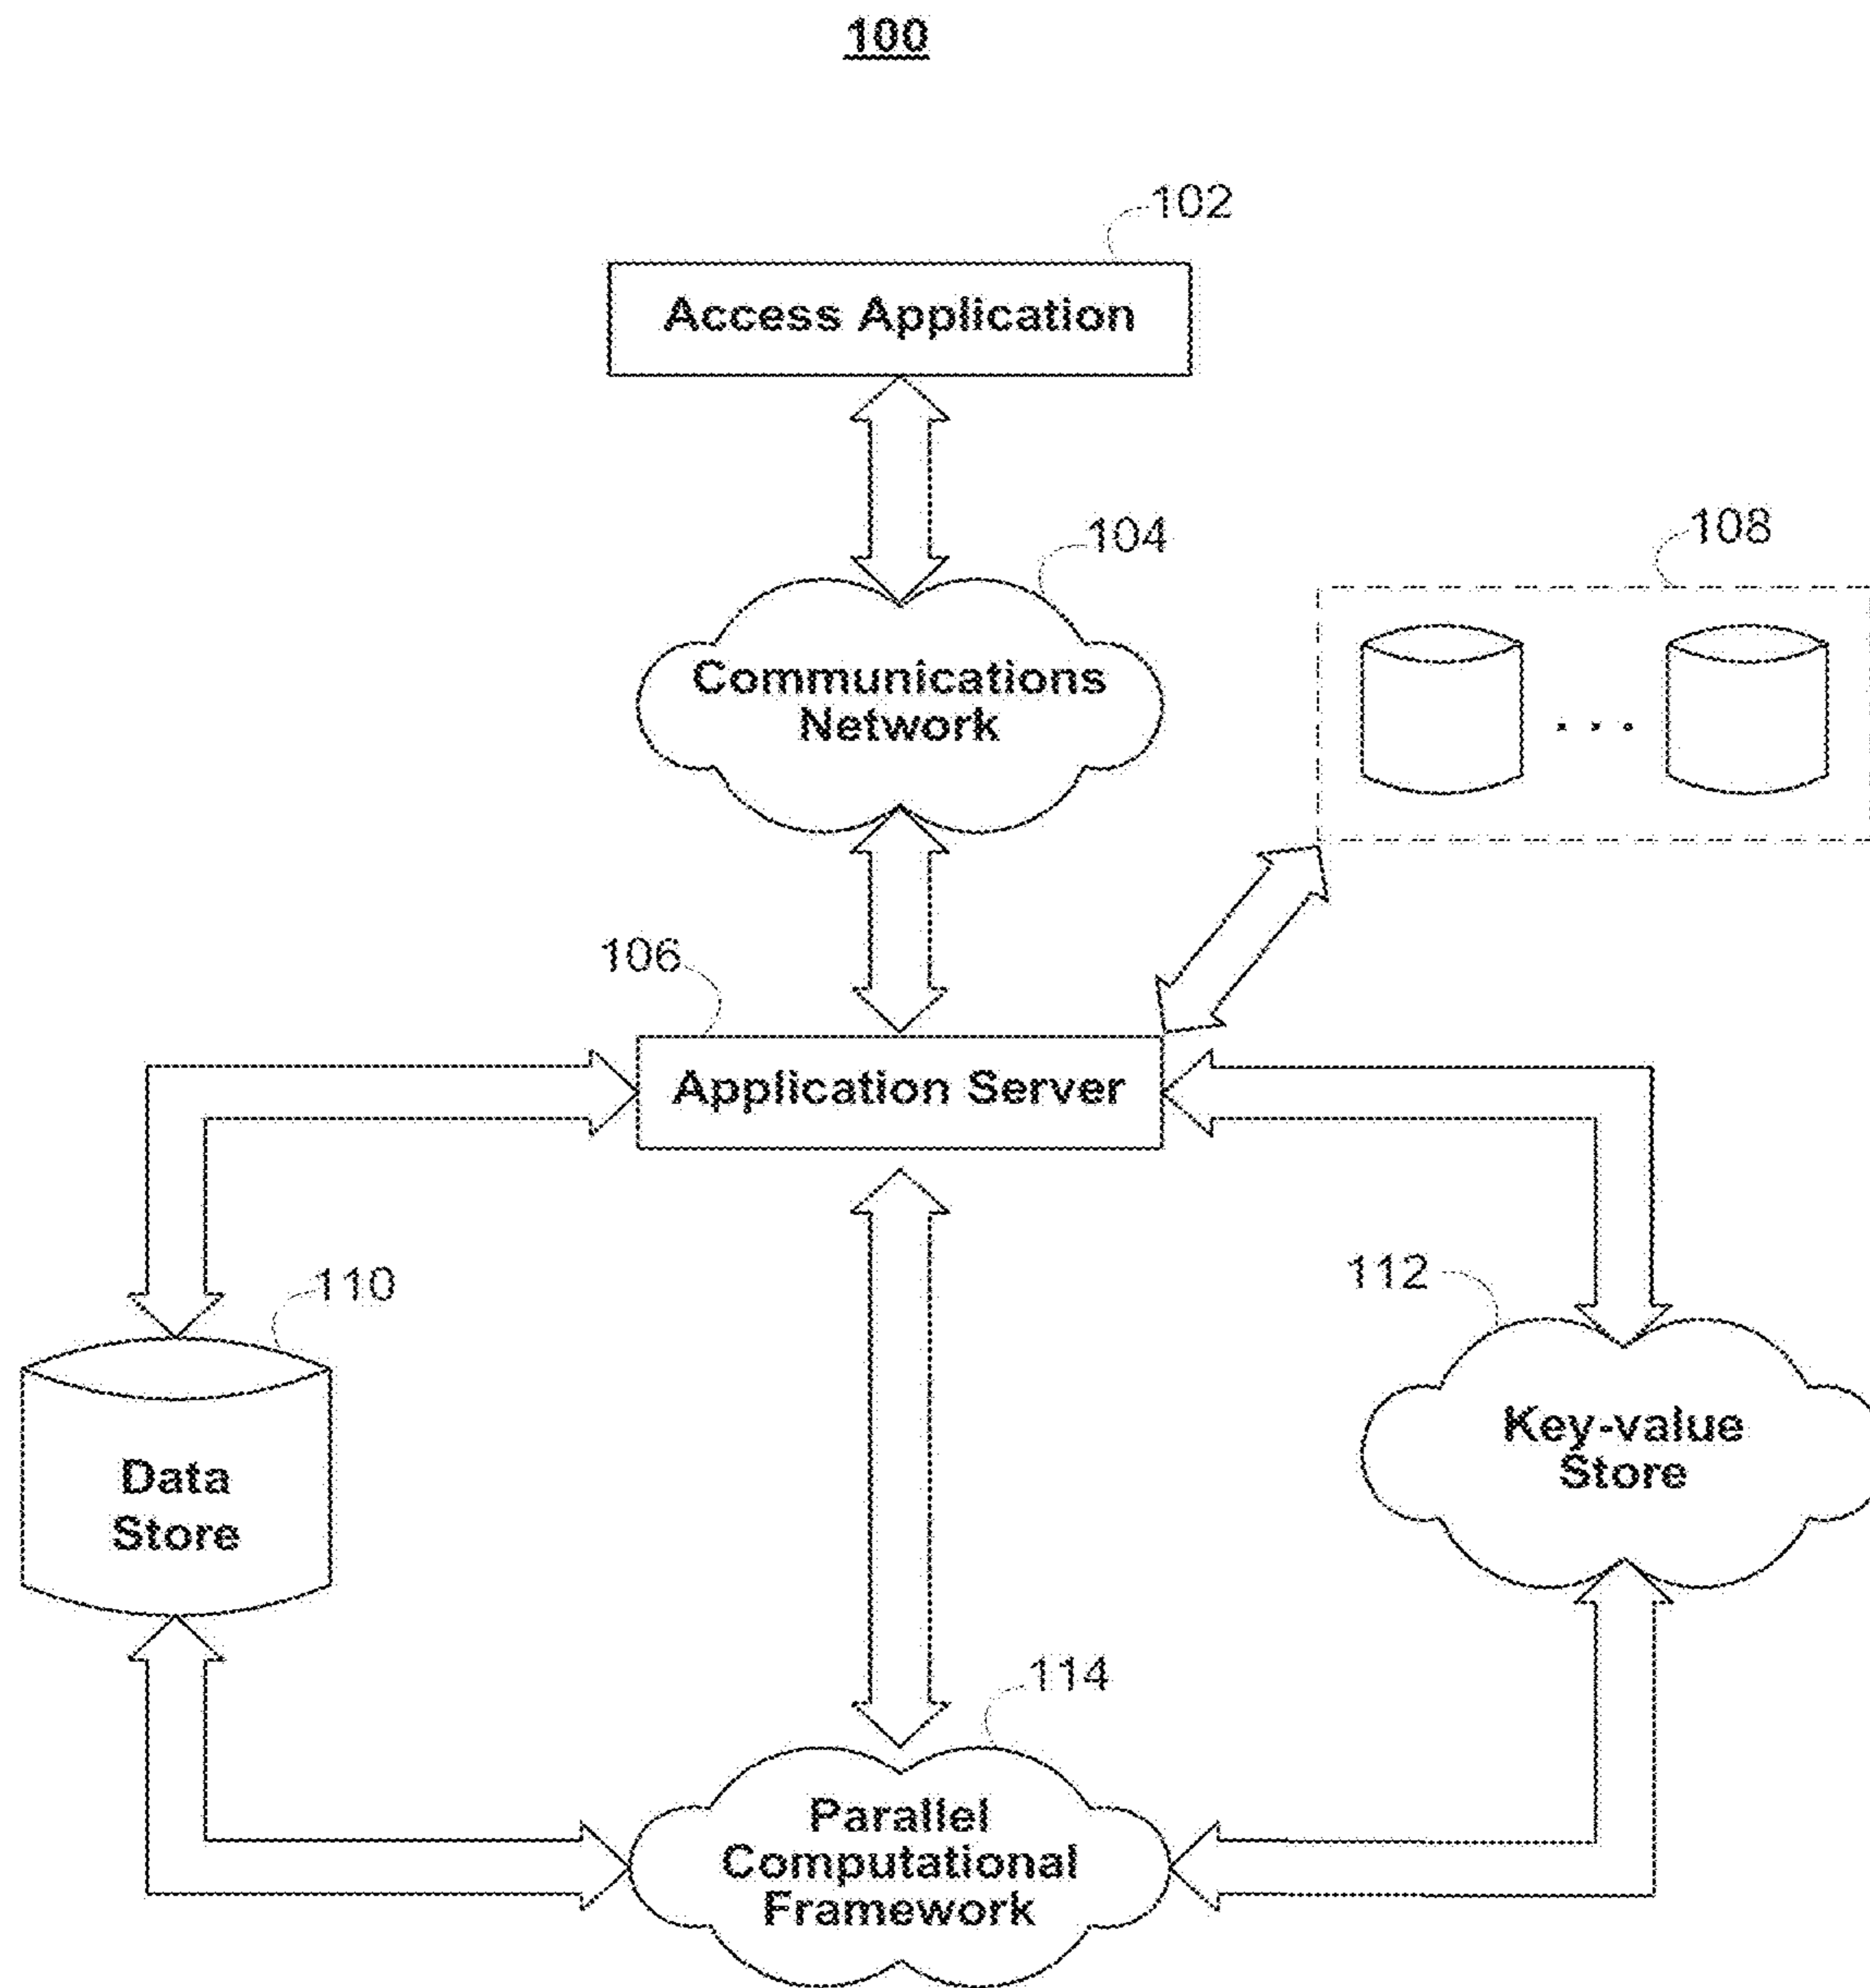 100
102
Access Application
104
108
Communications
Network
106
Application Server
110
112
Data
Store
Key-value
Store
114
Parallel
Computational
Framework